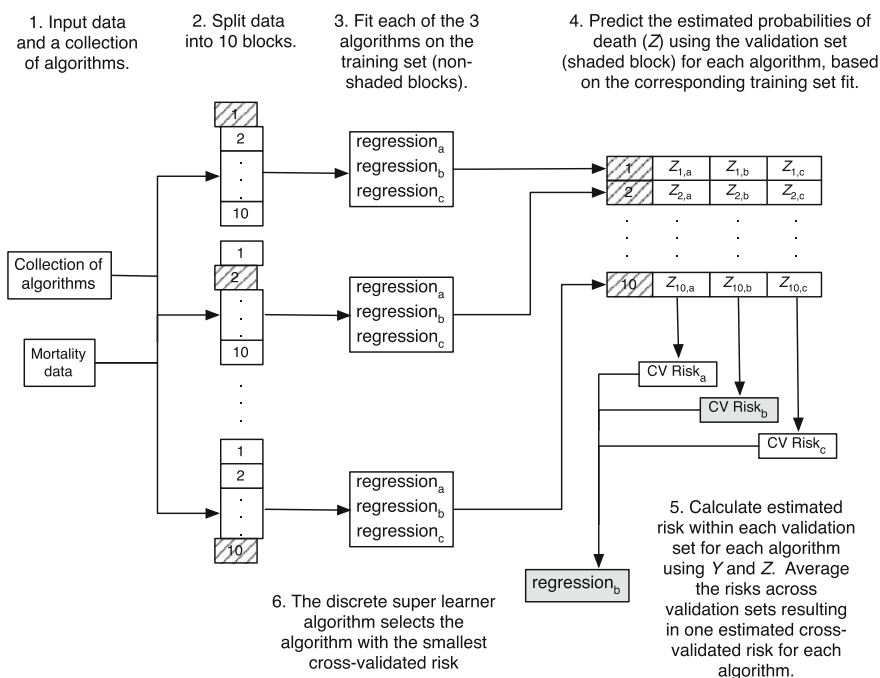 1. Input data
and a collection
of algorithms.
2. Split data
into 10 blocks.
3. Fit each of the 3
algorithms on the
training set (non-
shaded blocks).
4. Predict the estimated probabilities of
death (Z) using the validation set
(shaded block) for each algorithm, based
on the corresponding training set fit.
Collection of
algorithms
Mortality
data
1
2
.
.
.
10
1
2
.
.
.
10
.
.
.
1
2
.
.
.
10
regression_a
regression_b
regression_c
regression_a
regression_b
regression_c
regression_a
regression_b
regression_c
1 Z_1,a Z_1,b Z_1,c
2 Z_2,a Z_2,b Z_2,c
. . . .
. . . .
. . . .
10 Z_10,a Z_10,b Z_10,c
CV Risk_a
CV Risk_b
CV Risk_c
regression_b
5. Calculate estimated
risk within each validation
set for each algorithm
using Y and Z. Average
the risks across
validation sets resulting
in one estimated cross-
validated risk for each
algorithm.
6. The discrete super learner
algorithm selects the
algorithm with the smallest
cross-validated risk